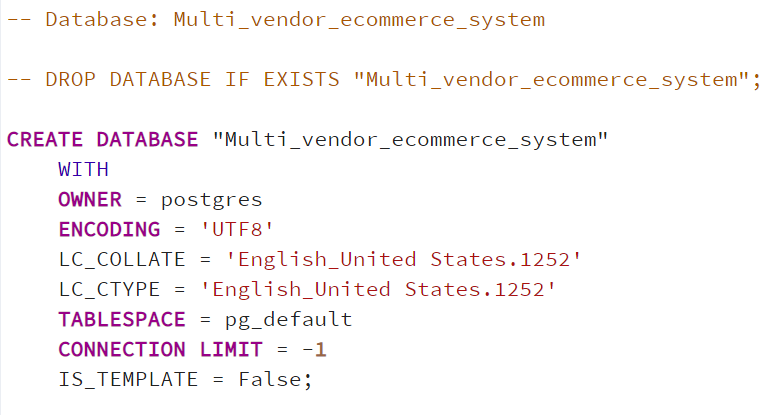 -- Database: Multi_vendor_ecommerce_system
-- DROP DATABASE IF EXISTS "Multi_vendor_ecommerce_system";
CREATE DATABASE "Multi_vendor_ecommerce_system"
WITH
OWNER = postgres
ENCODING = 'UTF8'
LC_COLLATE = 'English_United States.1252'
LC_CTYPE = 'English_United States.1252'
TABLESPACE = pg_default
CONNECTION LIMIT = -1
IS_TEMPLATE = False;